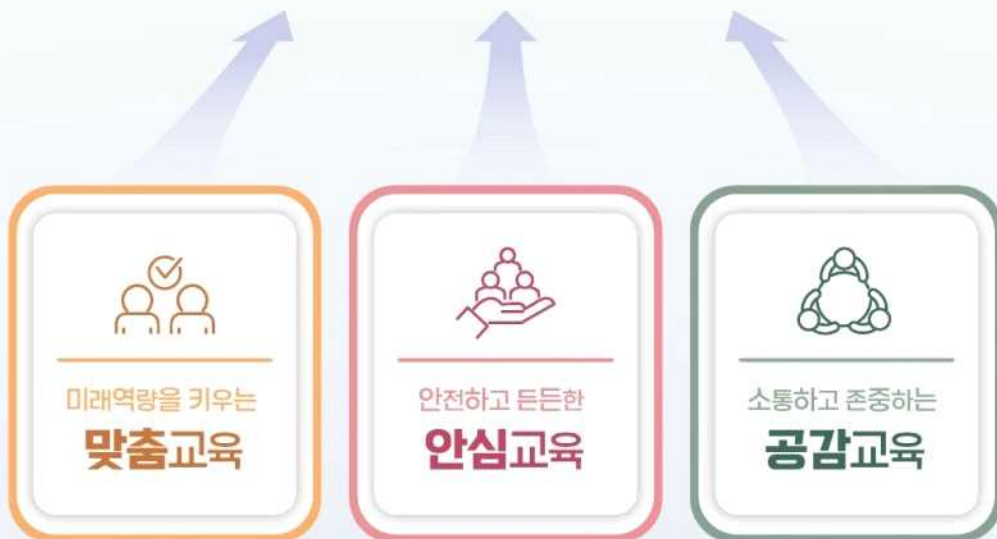 미래역량을 키우는
맞춤교육
안전하고 든든한
안심교육
소통하고 존중하는
공감교육